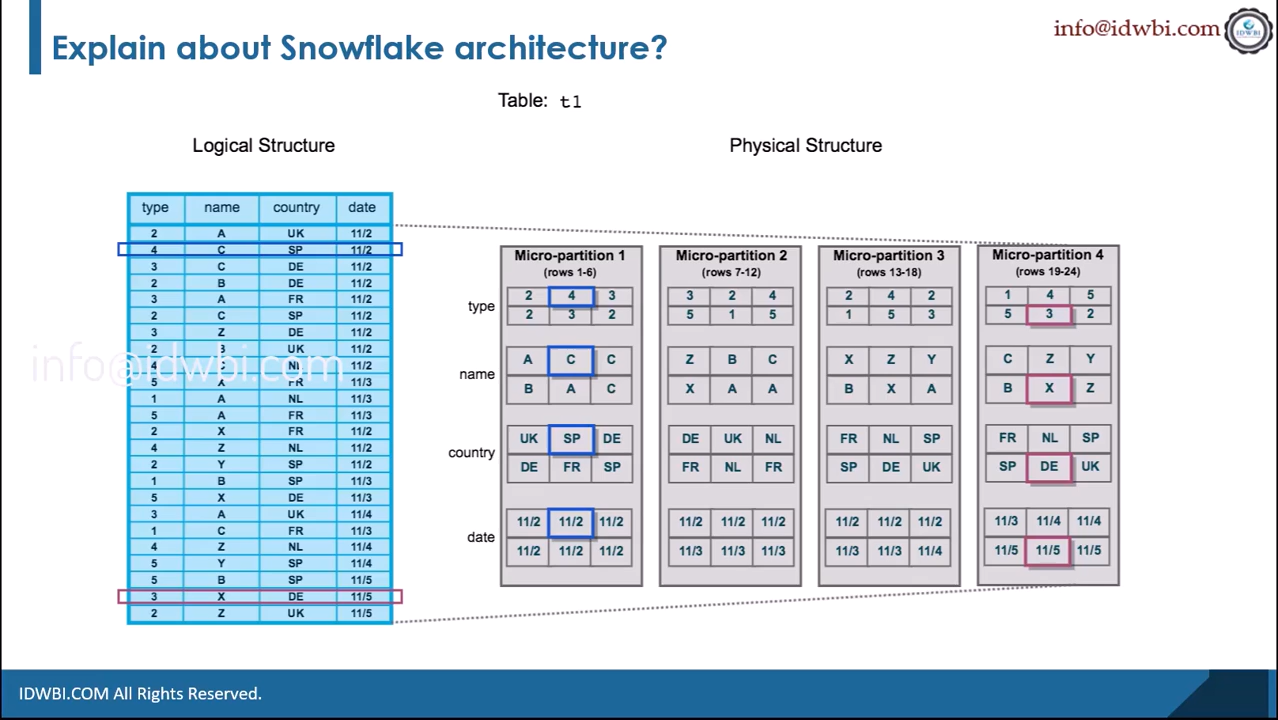 Explain about Snowflake architecture?
info@idwbi.com
IDWBI
Table: t1
Logical Structure
Physical Structure
type name country date
2 A UK 11/2
4 C SP 11/2
3 C DE 11/2
2 B DE 11/2
3 A FR 11/2
2 C SP 11/2
3 Z DE 11/2
2 B UK 11/2
4 NL 11/2
5 X FR 11/3
1 A NL 11/3
5 A FR 11/3
2 X FR 11/2
4 Z NL 11/2
2 Y SP 11/2
1 B SP 11/3
5 X DE 11/3
3 A UK 11/4
1 C FR 11/3
4 Z NL 11/4
5 Y SP 11/4
5 B SP 11/5
3 X DE 11/5
2 Z UK 11/5
info@idwbi.com
type
name
country
date
Micro-partition 1
(rows 1-6)
2 4 3
2 3 2
A C C
B A C
UK SP DE
DE FR SP
11/2 11/2 11/2
11/2 11/2 11/2
Micro-partition 2
(rows 7-12)
3 2 4
5 1 5
Z B C
X A A
DE UK NL
FR NL FR
11/2 11/2 11/2
11/3 11/3 11/3
Micro-partition 3
(rows 13-18)
2 4 2
1 5 3
X Z Y
B X A
FR NL SP
SP DE UK
11/2 11/2 11/2
11/3 11/3 11/4
Micro-partition 4
(rows 19-24)
1 4 5
5 3 2
C Z Y
B X Z
FR NL SP
SP DE UK
11/3 11/4 11/4
11/5 11/5 11/5
IDWBI.COM All Rights Reserved.